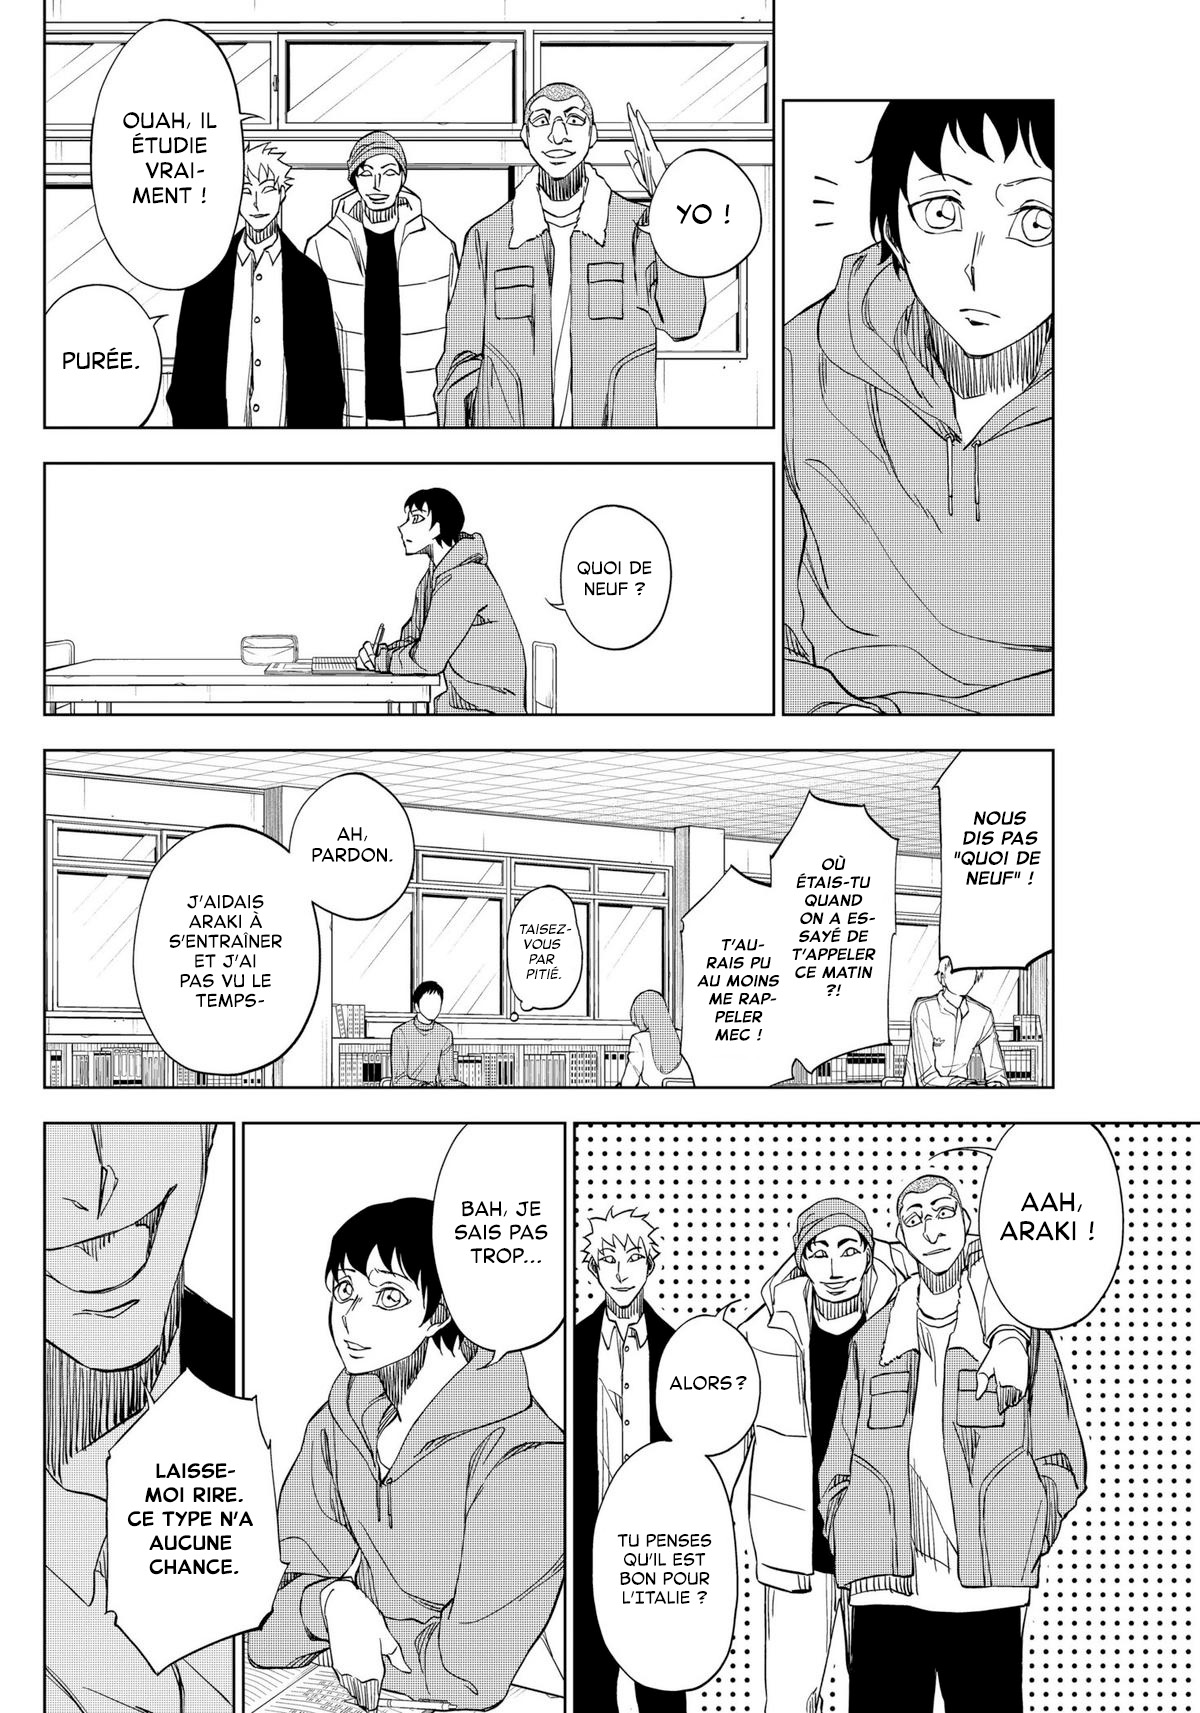 YO !
OUAH, IL
ÉTUDIE
VRAI-
MENT !
PURÉE.
QUOI DE
NEUF ?
NOUS
DIS PAS
"QUOI DE
NEUF" !
OÙ
ÉTAIS-TU
QUAND
ON A ES-
SAYÉ DE
T'APPELER
CE MATIN
?!
T'AU-
RAIS PU
AU MOINS
ME RAP-
PELER
MEC !
TAISEZ-
VOUS
PAR
PITIÉ.
AH,
PARDON.
J'AIDAIS
ARAKI À
S'ENTRAÎNER
ET J'AI
PAS VU LE
TEMPS-
AAH,
ARAKI !
ALORS?
TU PENSES
QU'IL EST
BON POUR
L'ITALIE ?
BAH, JE
SAIS PAS
TROP...
LAISSE-
MOI RIRE.
CE TYPE N'A
AUCUNE
CHANCE.